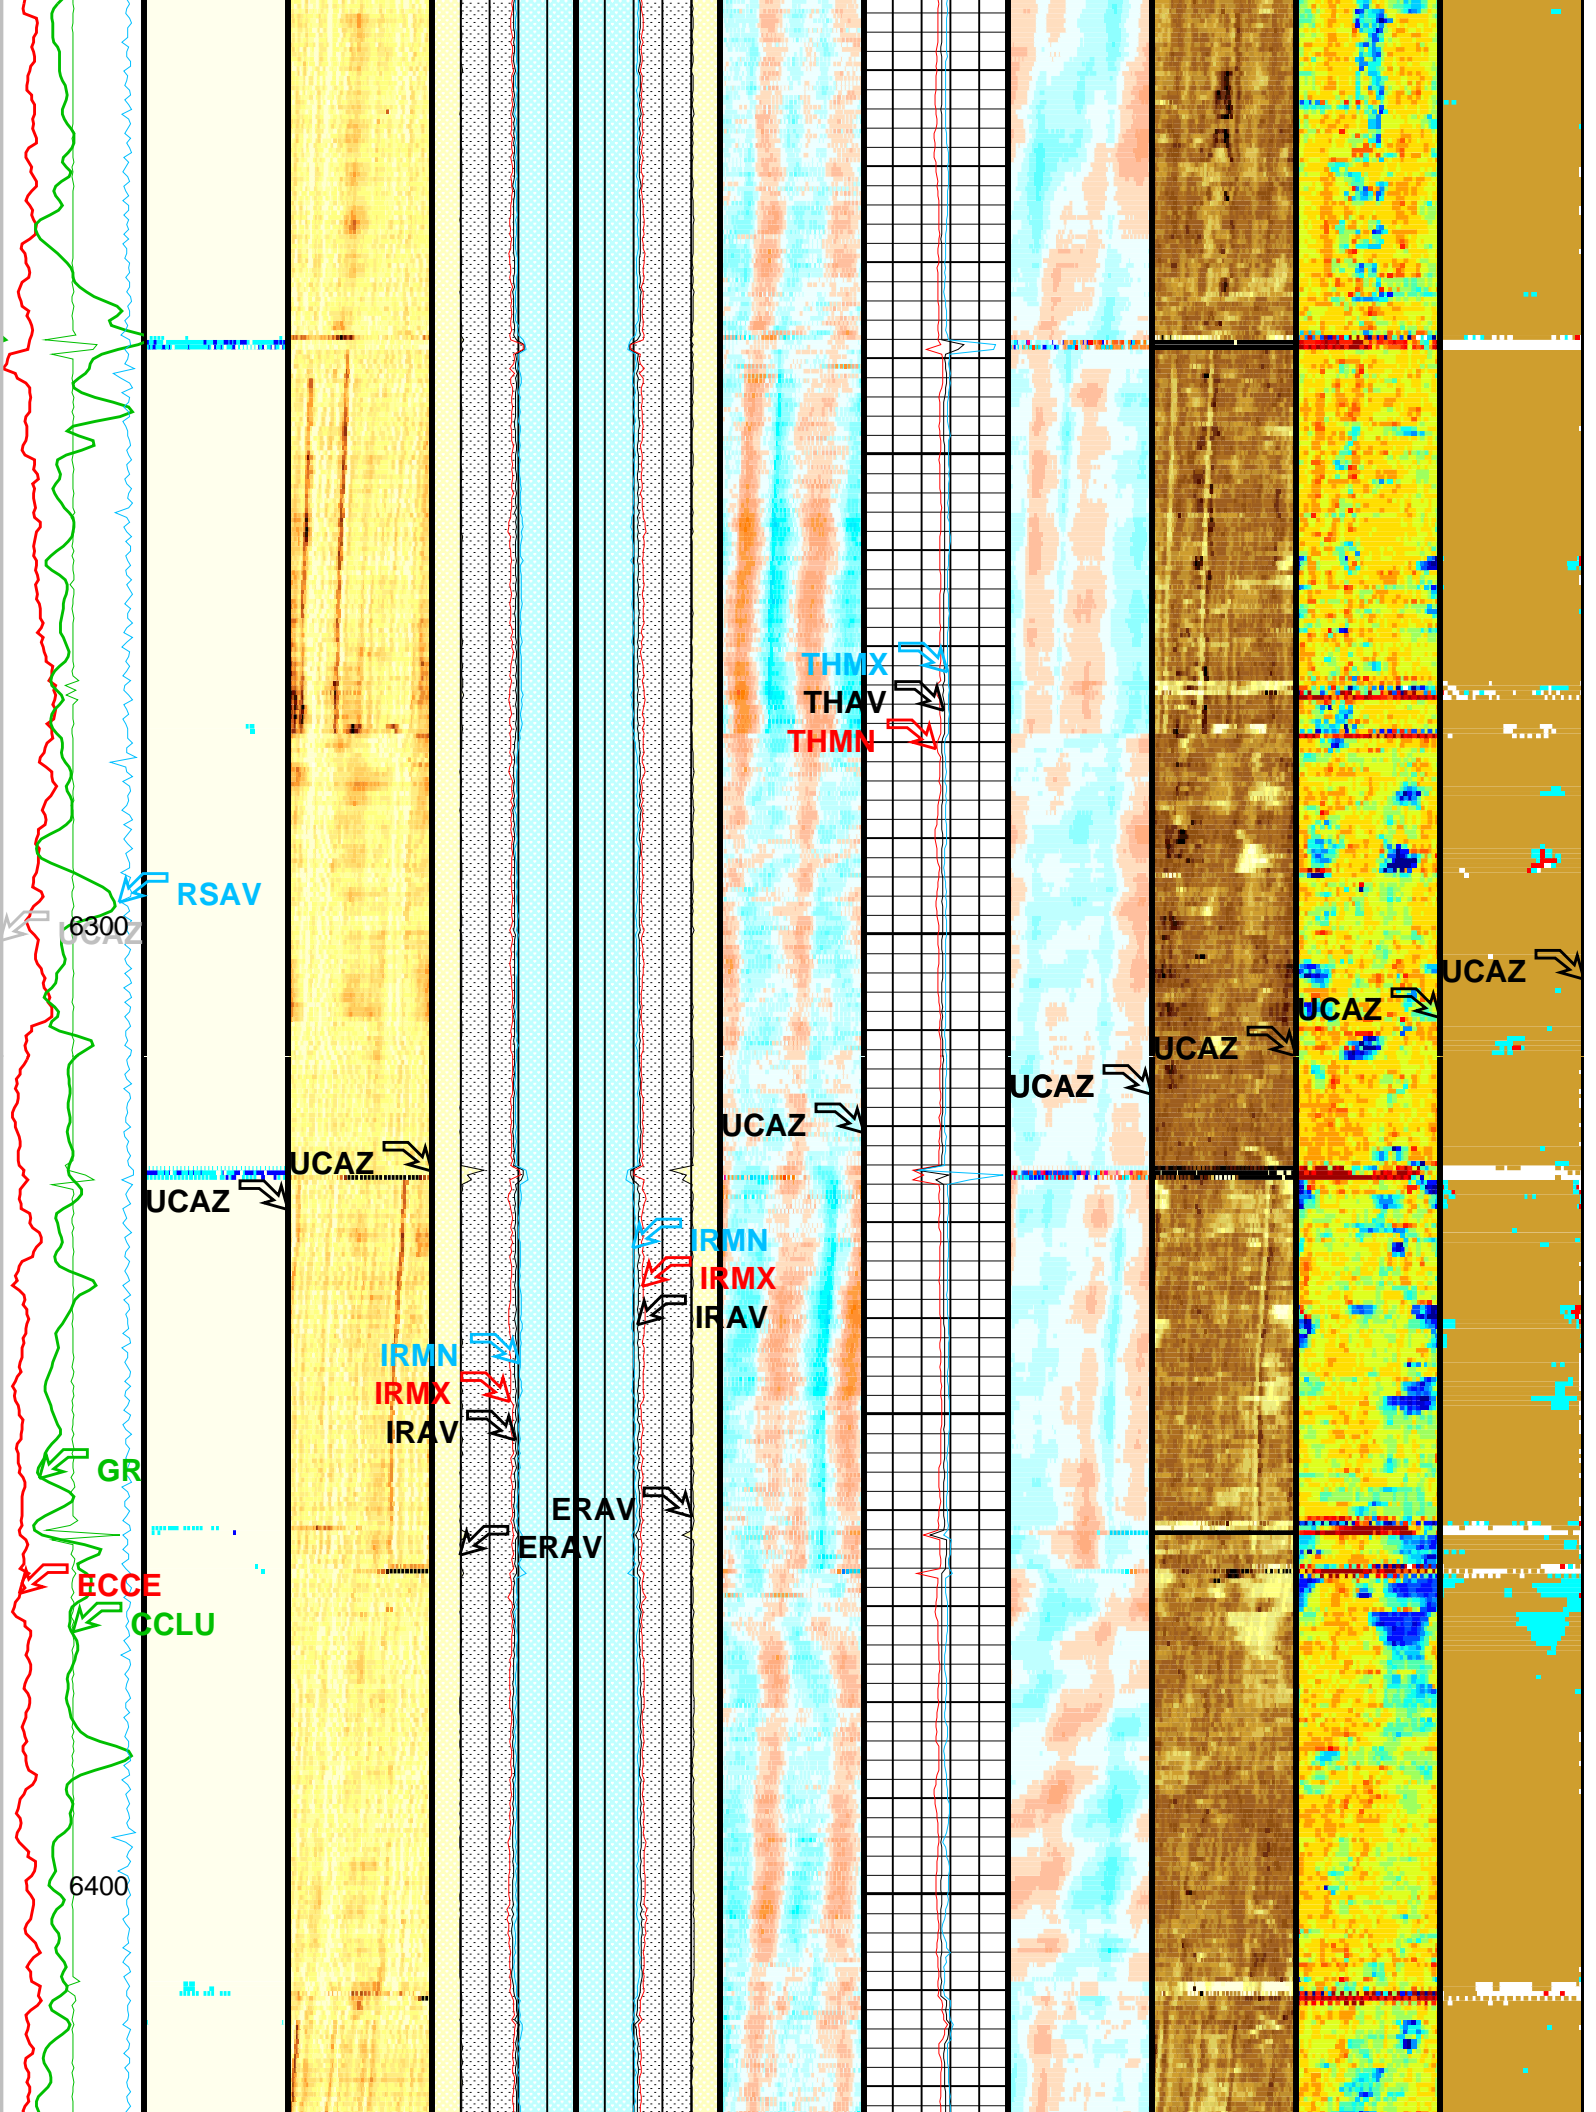 THMX
THAV
THMN
RSAV
6300
UCAZ
UCAZ
UCAZ
UCAZ
UCAZ
UCAZ
UCAZ
UCAZ
IRMN
IRMX
IRAV
IRMN
IRMX
IRAV
GR
ERAV
ERAV
ECCE
CCLU
6400